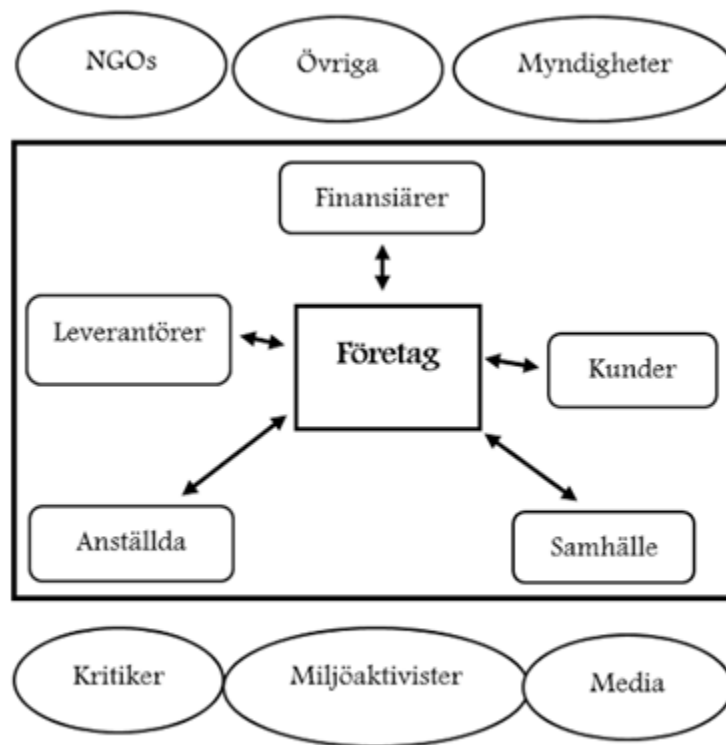 NGOs
Övriga
Myndigheter
Finansiärer
Leverantörer
Företag
Kunder
Anställda
Samhälle
Kritiker
Miljöaktivister
Media